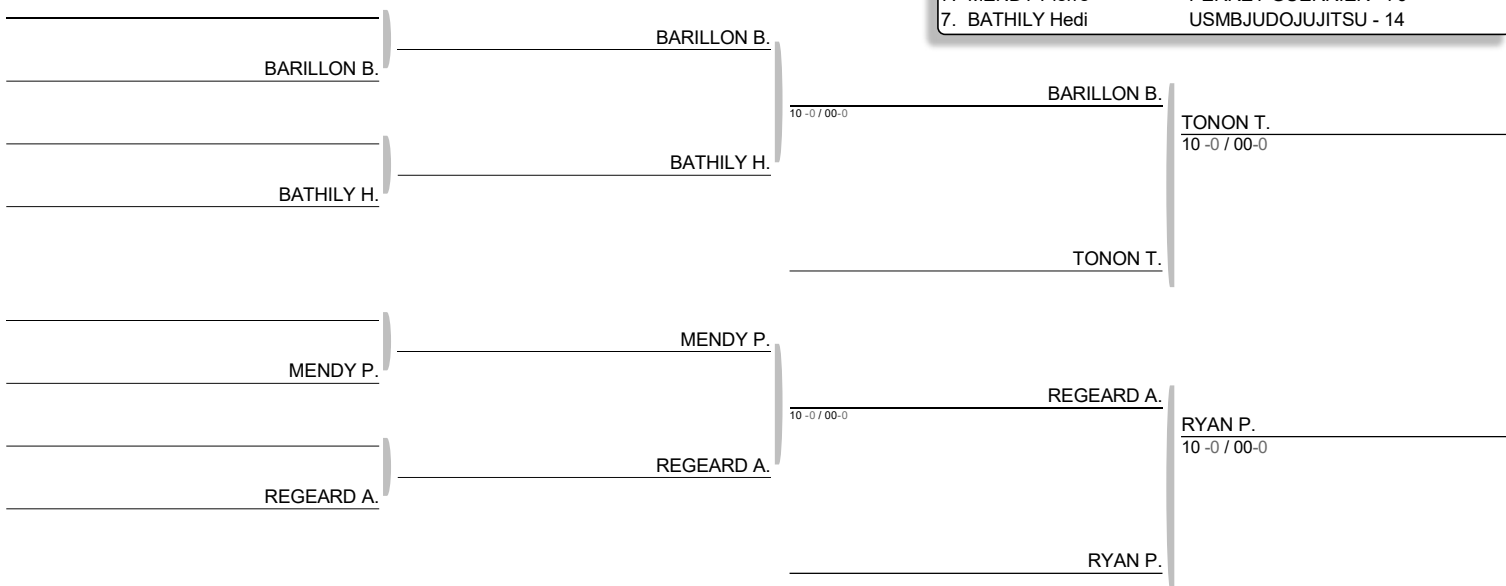 7. BATHILY Hedi USMBJUDOJUJITSU - 14
BARILLON B.
BARILLON B.
BARILLON B.
10 -0 / 00-0
TONON T.
10 -0 / 00-0
BATHILY H.
BATHILY H.
TONON T.
MENDY P.
MENDY P.
REGEARD A.
10 -0 / 00-0
RYAN P.
10 -0 / 00-0
REGEARD A.
REGEARD A.
RYAN P.